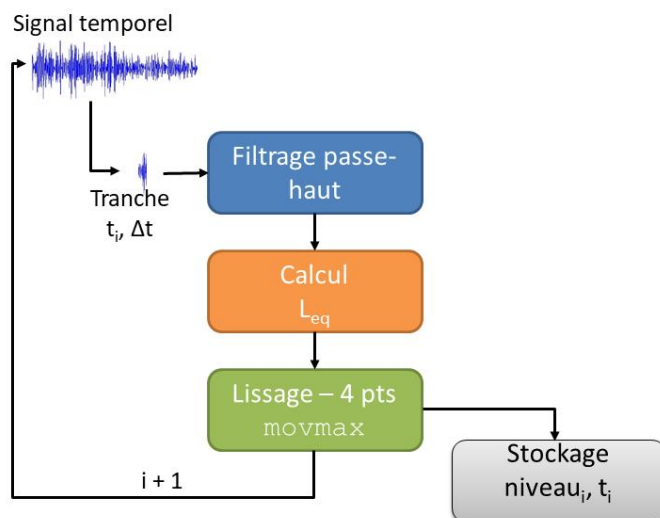 Signal temporel
Tranche
tᵢ, Δt
Filtrage passe-
haut
Calcul
Lₑq
Lissage – 4 pts
movmax
i + 1
Stockage
niveauᵢ, tᵢ